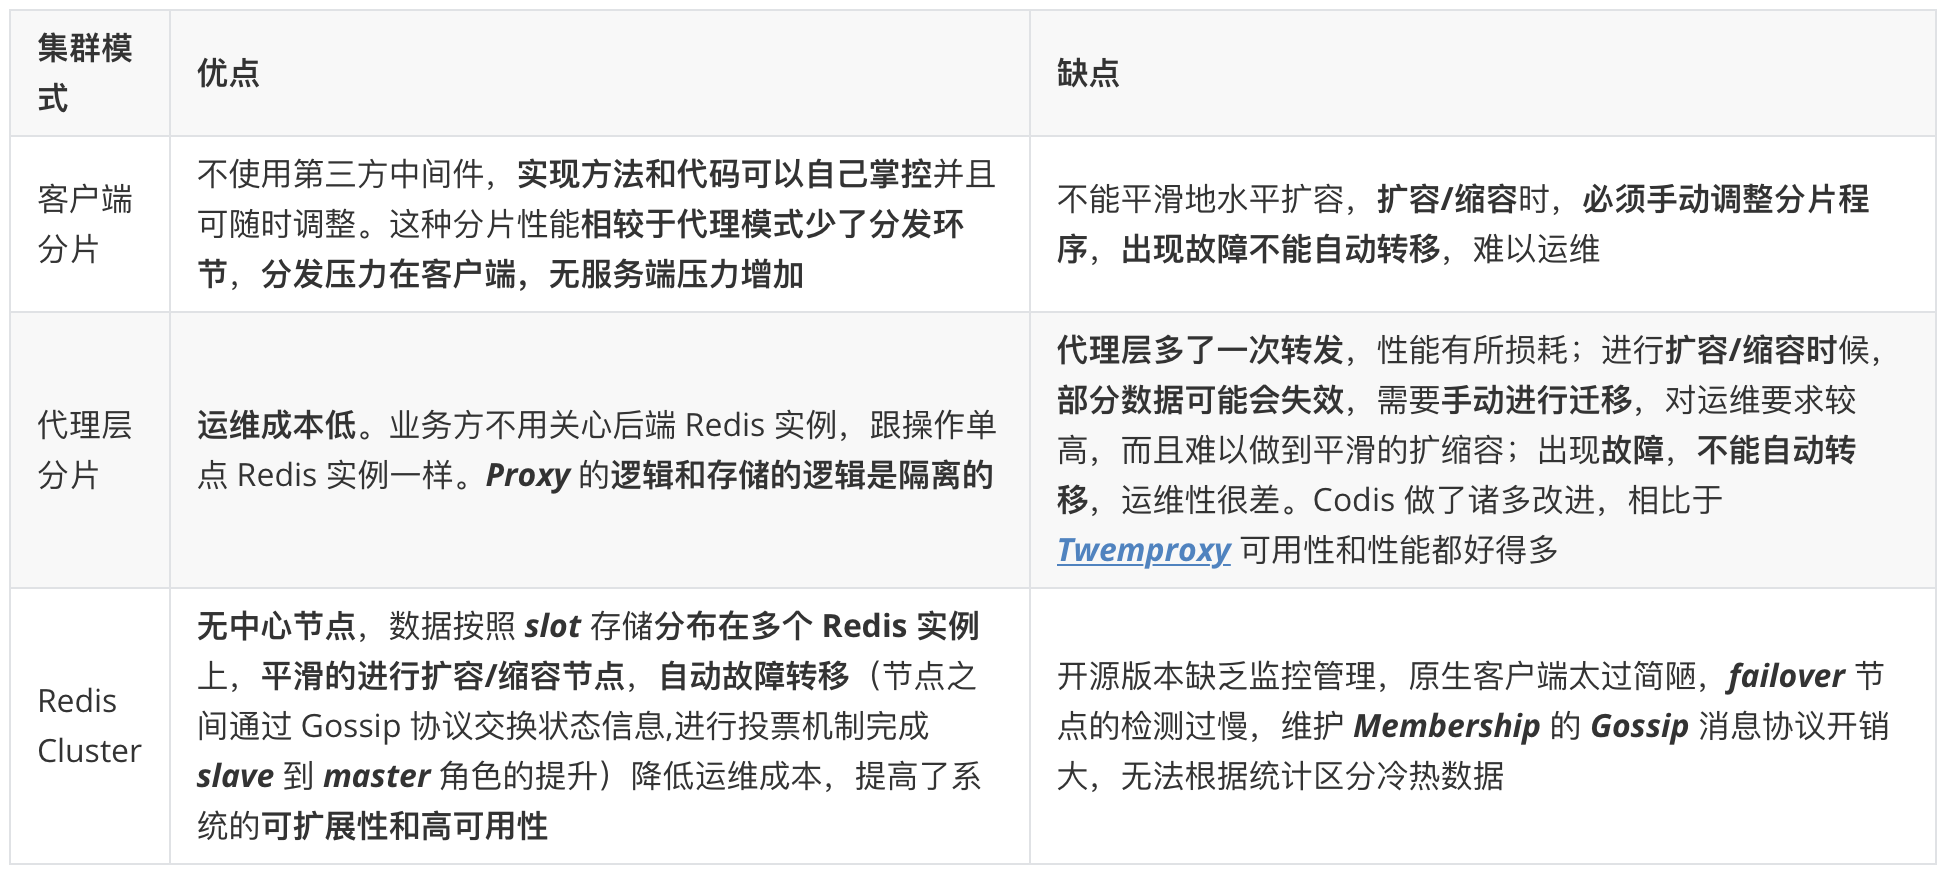 集群模
式
优点
缺点
客户端
分片
不使用第三方中间件，实现方法和代码可以自己掌控并且
可随时调整。这种分片性能相较于代理模式少了分发环
节，分发压力在客户端，无服务端压力增加
不能平滑地水平扩容，扩容/缩容时，必须手动调整分片程
序，出现故障不能自动转移，难以运维
代理层
分片
运维成本低。业务方不用关心后端 Redis 实例，跟操作单
点 Redis 实例一样。Proxy 的逻辑和存储的逻辑是隔离的
代理层多了一次转发，性能有所损耗；进行扩容/缩容时候，
部分数据可能会失效，需要手动进行迁移，对运维要求较
高，而且难以做到平滑的扩缩容；出现故障，不能自动转
移，运维性很差。Codis 做了诸多改进，相比于
Twemproxy 可用性和性能都好得多
Redis
Cluster
无中心节点，数据按照 slot 存储分布在多个 Redis 实例
上，平滑的进行扩容/缩容节点，自动故障转移（节点之
间通过 Gossip 协议交换状态信息,进行投票机制完成
slave 到 master 角色的提升）降低运维成本，提高了系
统的可扩展性和高可用性
开源版本缺乏监控管理，原生客户端太过简陋，failover 节
点的检测过慢，维护 Membership 的 Gossip 消息协议开销
大，无法根据统计区分冷热数据